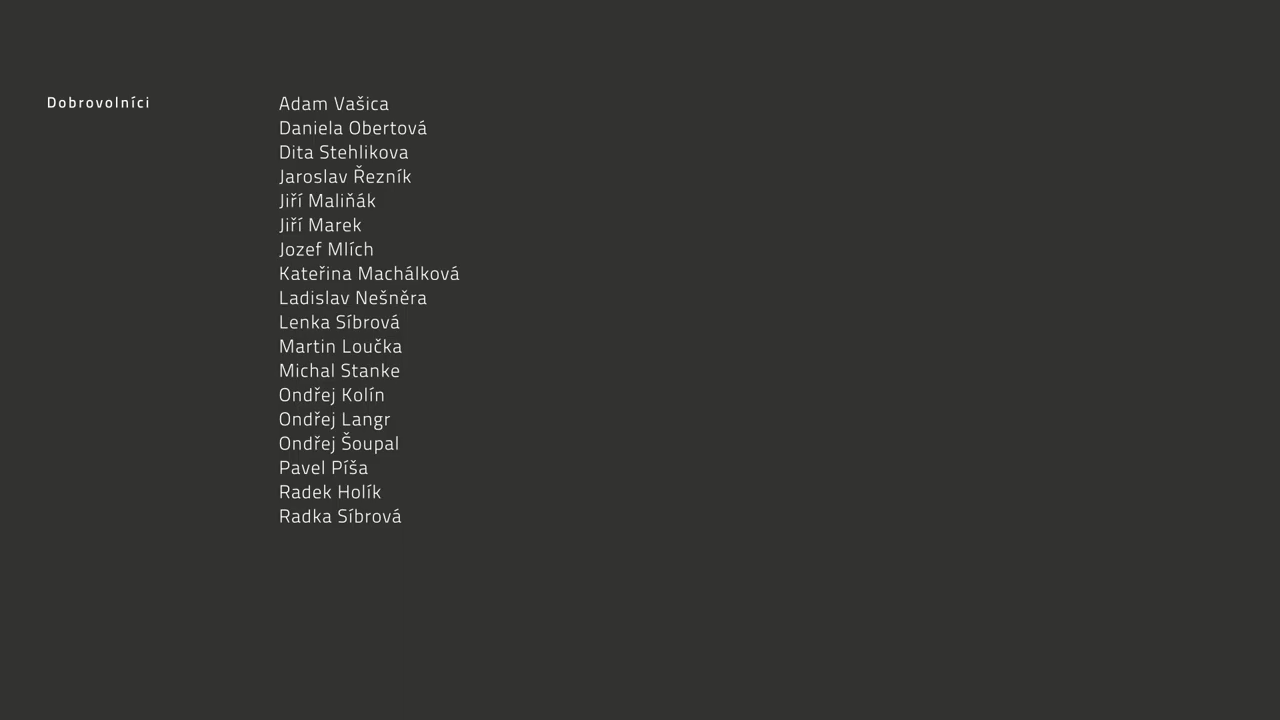 Dobrovolníci
Adam Vašica
Daniela Obertová
Dita Stehlikova
Jaroslav Řezník
Jiří Maliňák
Jiří Marek
Jozef Mlích
Kateřina Machálková
Ladislav Nešněra
Lenka Síbrová
Martin Loučka
Michal Stanke
Ondřej Kolín
Ondřej Langr
Ondřej Šoupal
Pavel Píša
Radek Holík
Radka Síbrová